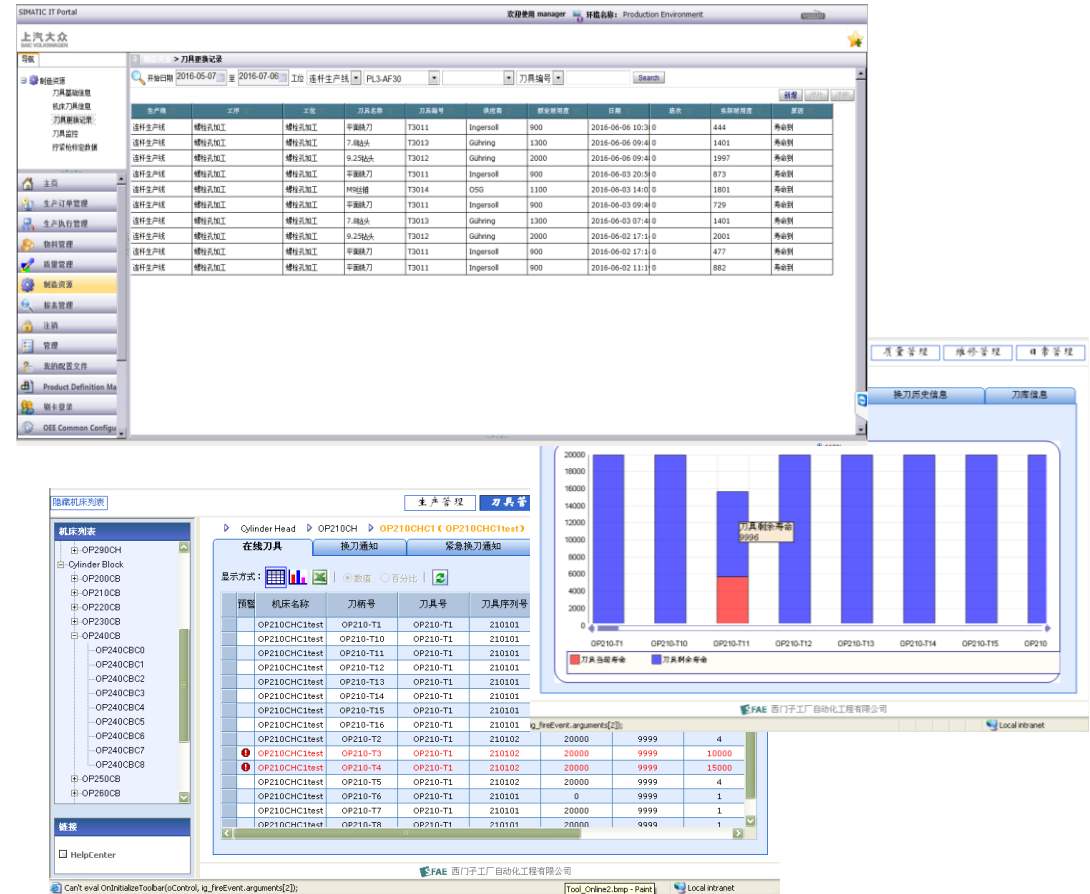 SIMATIC IT Portal
欢迎使用 manager 环境名称： Production Environment
上汽大众
SAIC VOLKSWAGEN
导航
> 刀具更换记录
制造资源
刀具基础信息
机床刀具信息
刀具更换记录
刀具监控
拧紧枪标定数据
开始日期 2016-05-07 至 2016-07-06 工位 连杆生产线 PL3-AF30 刀具编号 Search
新增
生产线 工序 工位 刀具名称 刀具编号 供应商 额定耐用度 日期 班次 实际耐用度 原因
连杆生产线 螺栓孔加工 螺栓孔加工 平面铣刀 T3011 Ingersoll 900 2016-06-06 10:3 0 444 寿命到
连杆生产线 螺栓孔加工 螺栓孔加工 7.8钻头 T3013 Gühring 1300 2016-06-06 09:4 0 1401 寿命到
连杆生产线 螺栓孔加工 螺栓孔加工 9.25钻头 T3012 Gühring 2000 2016-06-06 09:4 0 1997 寿命到
连杆生产线 螺栓孔加工 螺栓孔加工 平面铣刀 T3011 Ingersoll 900 2016-06-03 20:5 0 873 寿命到
连杆生产线 螺栓孔加工 螺栓孔加工 M9丝锥 T3014 OSG 1100 2016-06-03 14:0 0 1801 寿命到
连杆生产线 螺栓孔加工 螺栓孔加工 平面铣刀 T3011 Ingersoll 900 2016-06-03 09:4 0 729 寿命到
连杆生产线 螺栓孔加工 螺栓孔加工 7.8钻头 T3013 Gühring 1300 2016-06-03 07:4 0 1401 寿命到
连杆生产线 螺栓孔加工 螺栓孔加工 9.25钻头 T3012 Gühring 2000 2016-06-02 17:1 0 2001 寿命到
连杆生产线 螺栓孔加工 螺栓孔加工 平面铣刀 T3011 Ingersoll 900 2016-06-02 17:1 0 477 寿命到
连杆生产线 螺栓孔加工 螺栓孔加工 平面铣刀 T3011 Ingersoll 900 2016-06-02 11:1 0 882 寿命到
主页
生产订单管理
生产执行管理
物料管理
质量管理
制造资源
报表管理
注销
管理
我的配置文件
Product Definition Ma
刷卡登录
OEE Common Configu
质量管理 维修管理 日常管理
换刀历史信息 刀库信息
20000
18000
16000
14000
12000
10000
8000
6000
4000
2000
0
刀具剩余寿命
9996
OP210-T1 OP210-T10 OP210-T11 OP210-T12 OP210-T13 OP210-T14 OP210-T15 OP210
刀具当前寿命 刀具剩余寿命
FAE 西门子工厂自动化工程有限公司
ig_fireEvent.arguments[2]); Local intranet
隐藏机床列表
生产管理 刀具管
机床列表
OP290CH
Cylinder Block
OP200CB
OP210CB
OP220CB
OP230CB
OP240CB
OP240CBC0
OP240CBC1
OP240CBC2
OP240CBC3
OP240CBC4
OP240CBC5
OP240CBC6
OP240CBC7
OP240CBC8
OP250CB
OP260CB
链接
HelpCenter
Cylinder Head OP210CH OP210CHC1 ( OP210CHC1test )
在线刀具 换刀通知 紧急换刀通知
显示方式： 数值 百分比
预警 机床名称 刀柄号 刀具号 刀具序列号
OP210CHC1test OP210-T1 OP210-T1 210101
OP210CHC1test OP210-T10 OP210-T1 210101
OP210CHC1test OP210-T11 OP210-T1 210101
OP210CHC1test OP210-T12 OP210-T1 210101
OP210CHC1test OP210-T13 OP210-T1 210101
OP210CHC1test OP210-T14 OP210-T1 210101
OP210CHC1test OP210-T15 OP210-T1 210101
OP210CHC1test OP210-T16 OP210-T1 210101
OP210CHC1test OP210-T2 OP210-T1 210102 20000 9999 4
OP210CHC1test OP210-T3 OP210-T1 210102 20000 9999 10000
OP210CHC1test OP210-T4 OP210-T1 210102 20000 9999 15000
OP210CHC1test OP210-T5 OP210-T1 210102 20000 9999 4
OP210CHC1test OP210-T6 OP210-T1 210101 0 9999 1
OP210CHC1test OP210-T7 OP210-T1 210101 20000 9999 1
OP210CHC1test OP210-T8 OP210-T1 210101 20000 9999 1
FAE 西门子工厂自动化工程有限公司
Can't eval OnInitializeToolbar(oControl, ig_fireEvent.arguments[2]); Tool_Online2.bmp - Paint Local intranet